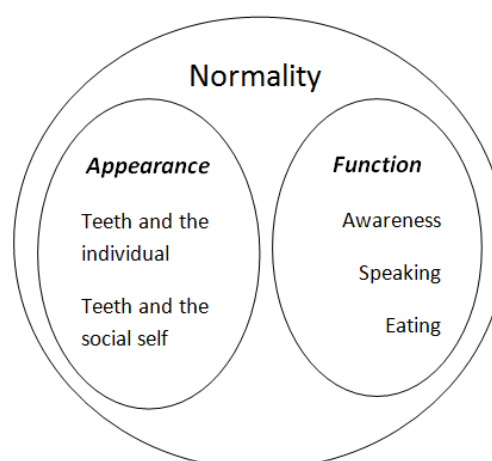 Normality
Appearance
Teeth and the
individual
Teeth and the
social self
Function
Awareness
Speaking
Eating